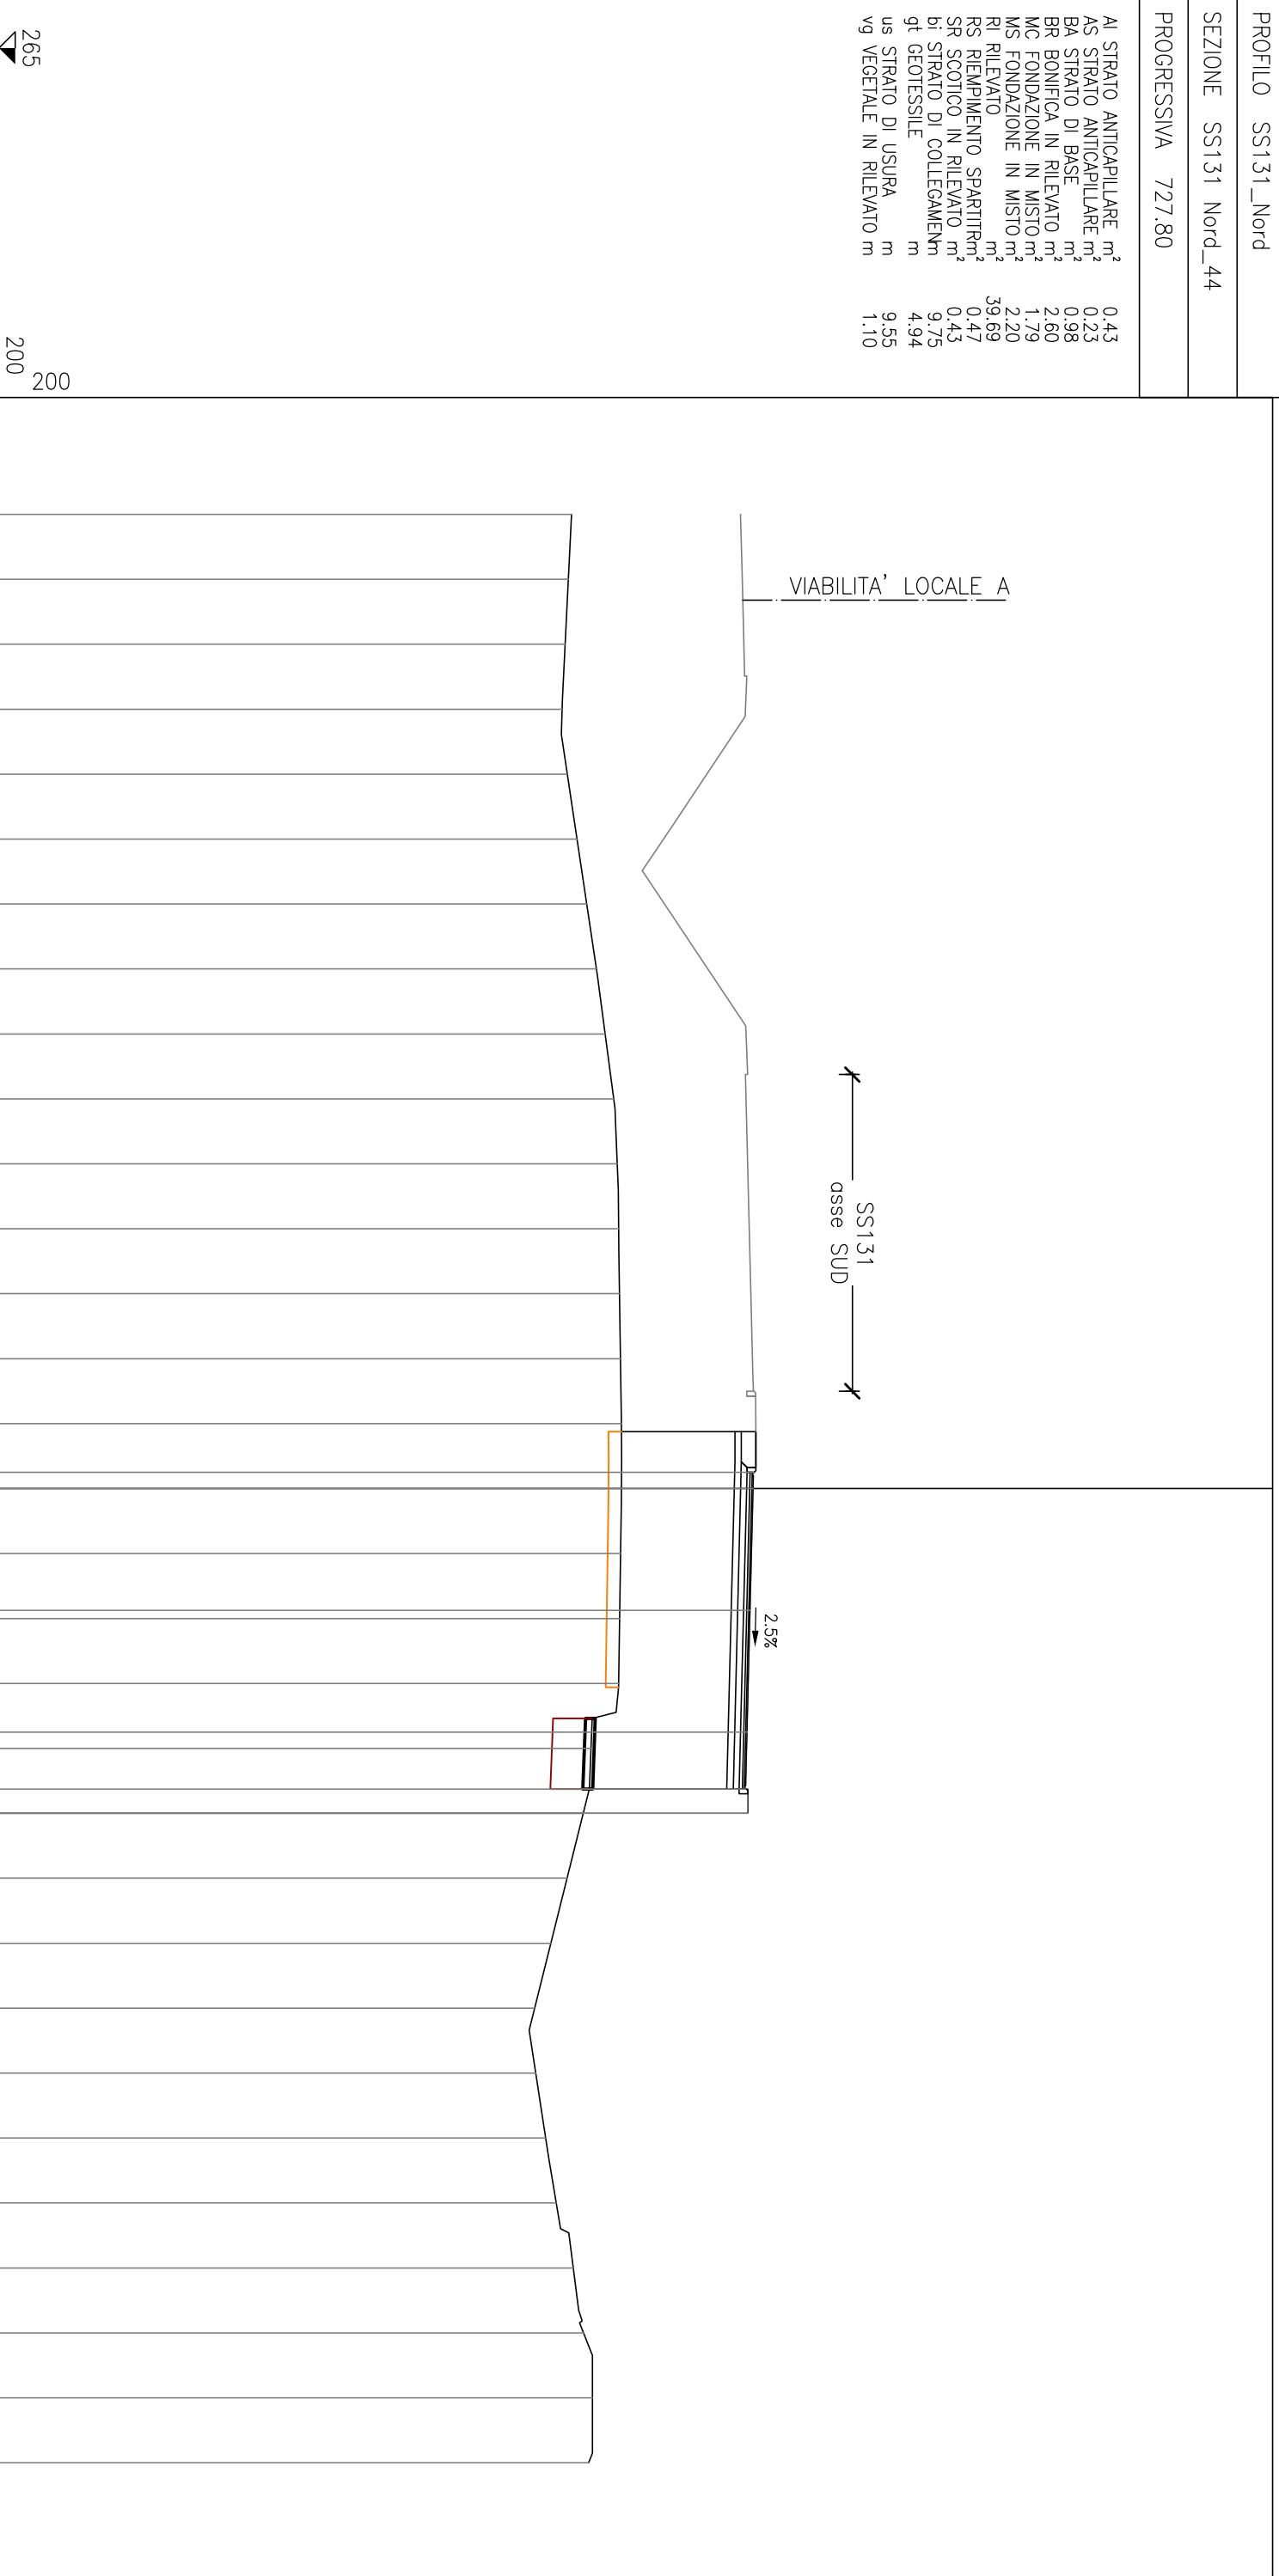 PROFILO SS131_Nord
SEZIONE SS131 Nord_44
PROGRESSIVA 727.80
AI STRATO ANTICAPILLARE m² 0.43
AS STRATO ANTICAPILLARE m² 0.23
BA STRATO DI BASE m² 0.98
BR BONIFICA IN RILEVATO m² 2.60
MC FONDAZIONE IN MISTO m² 1.79
MS FONDAZIONE IN MISTO m² 2.20
RI RILEVATO m² 39.69
RS RIEMPIMENTO SPARTITR m² 0.47
SR SCOTICO IN RILEVATO m² 0.43
bi STRATO DI COLLEGAMEN m 9.75
gt GEOTESSILE m 4.94
us STRATO DI USURA m 9.55
vg VEGETALE IN RILEVATO m 1.10
265
200
200
VIABILITA' LOCALE A
SS131
asse SUD
2.5%